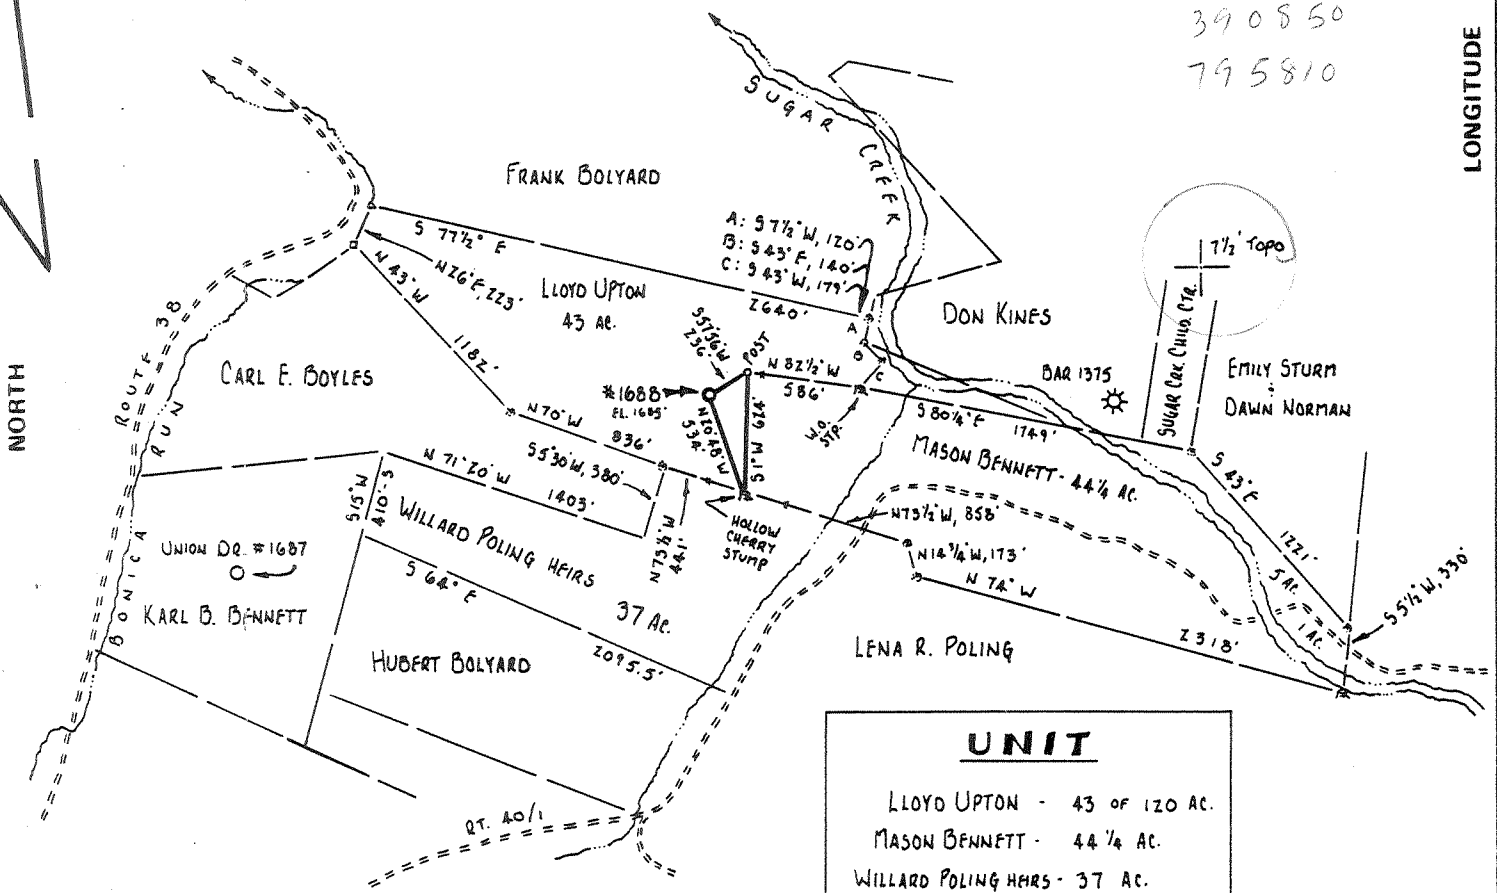 390850
795810
LONGITUDE
NORTH
SUGAR CREEK
FRANK BOLYARD
S 77½° E
2640'
N 26° E, 223'
N 43° W
1182'
LLOYD UPTON
43 AC.
A: S 7½° W, 120'
B: S 43° E, 140'
C: S 43° W, 179'
A
B
C
7½' TOPO
DON KINES
SUGAR CRK. CHILD. CTR.
BAR 1375
EMILY STURM
&
DAWN NORMAN
ROUTE 38
BONICA RUN
CARL E. BOYLES
S 57°56' W
236'
POST
N 82½° W
586'
#1688
EL. 1685'
N 20°48' W
534'
S 1° W 624'
W.O. STP.
S 80¼° E
1749'
MASON BENNETT - 44¼ AC.
S 43° E
1221'
N 70° W
836'
S 5°30' W, 380'
N 71°20' W
1403'
S 15° W
410'
WILLARD POLING HEIRS
37 AC.
N 73½° W
441'
HOLLOW
CHERRY
STUMP
N 73½° W, 858'
N 14¾° W, 173'
N 74° W
2318'
5 AC.
1 AC.
S 5½° W, 330'
UNION DR. #1687
KARL B. BENNETT
S 64° E
2095.5'
HUBERT BOLYARD
LENA R. POLING
RT. 40/1
UNIT
LLOYD UPTON - 43 OF 120 AC.
MASON BENNETT - 44 ¼ AC.
WILLARD POLING HEIRS - 37 AC.